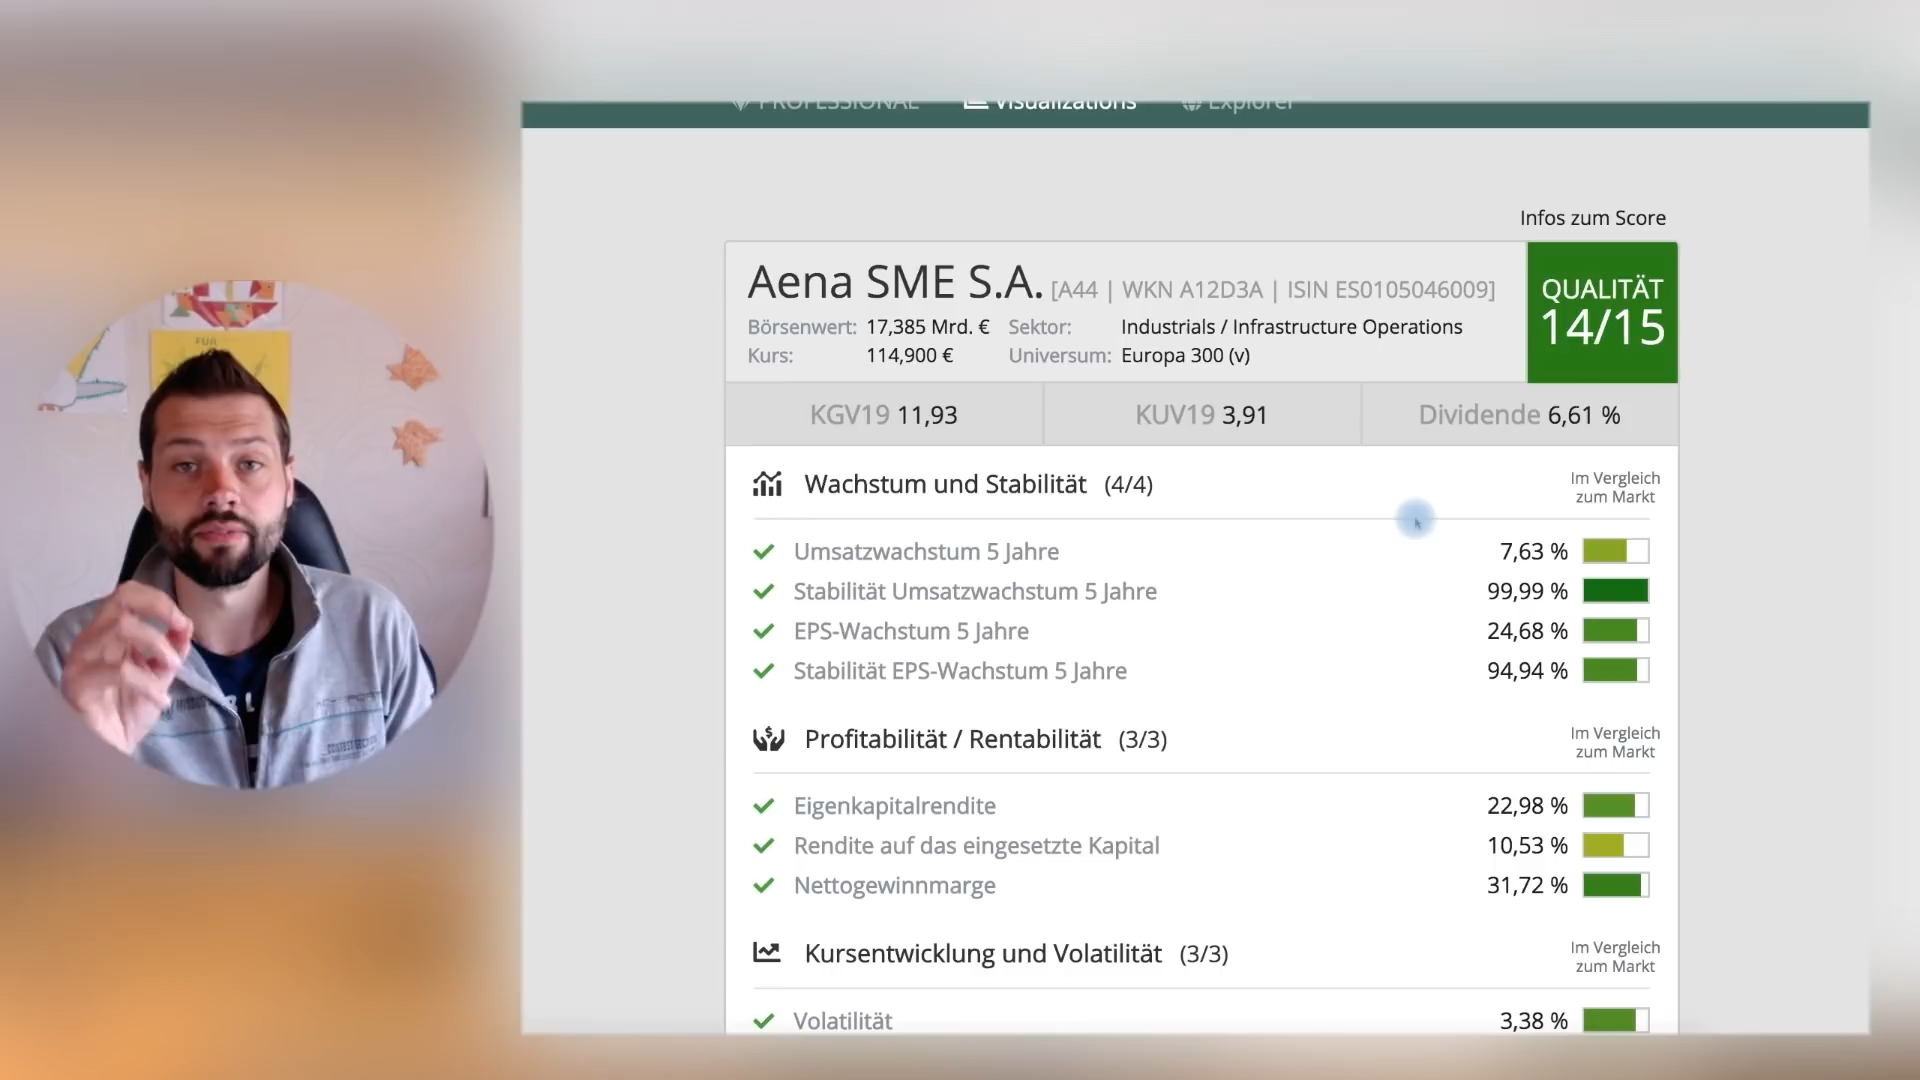 PROFESSIONAL Visualizations Explorer
Infos zum Score
Aena SME S.A. [A44 | WKN A12D3A | ISIN ES0105046009]
QUALITÄT
14/15
Börsenwert: 17,385 Mrd. € Sektor: Industrials / Infrastructure Operations
Kurs: 114,900 € Universum: Europa 300 (v)
KGV19 11,93 KUV19 3,91 Dividende 6,61 %
Wachstum und Stabilität (4/4)
Im Vergleich
zum Markt
Umsatzwachstum 5 Jahre 7,63 %
Stabilität Umsatzwachstum 5 Jahre 99,99 %
EPS-Wachstum 5 Jahre 24,68 %
Stabilität EPS-Wachstum 5 Jahre 94,94 %
Profitabilität / Rentabilität (3/3)
Im Vergleich
zum Markt
Eigenkapitalrendite 22,98 %
Rendite auf das eingesetzte Kapital 10,53 %
Nettogewinnmarge 31,72 %
Kursentwicklung und Volatilität (3/3)
Im Vergleich
zum Markt
Volatilität 3,38 %
FÜR